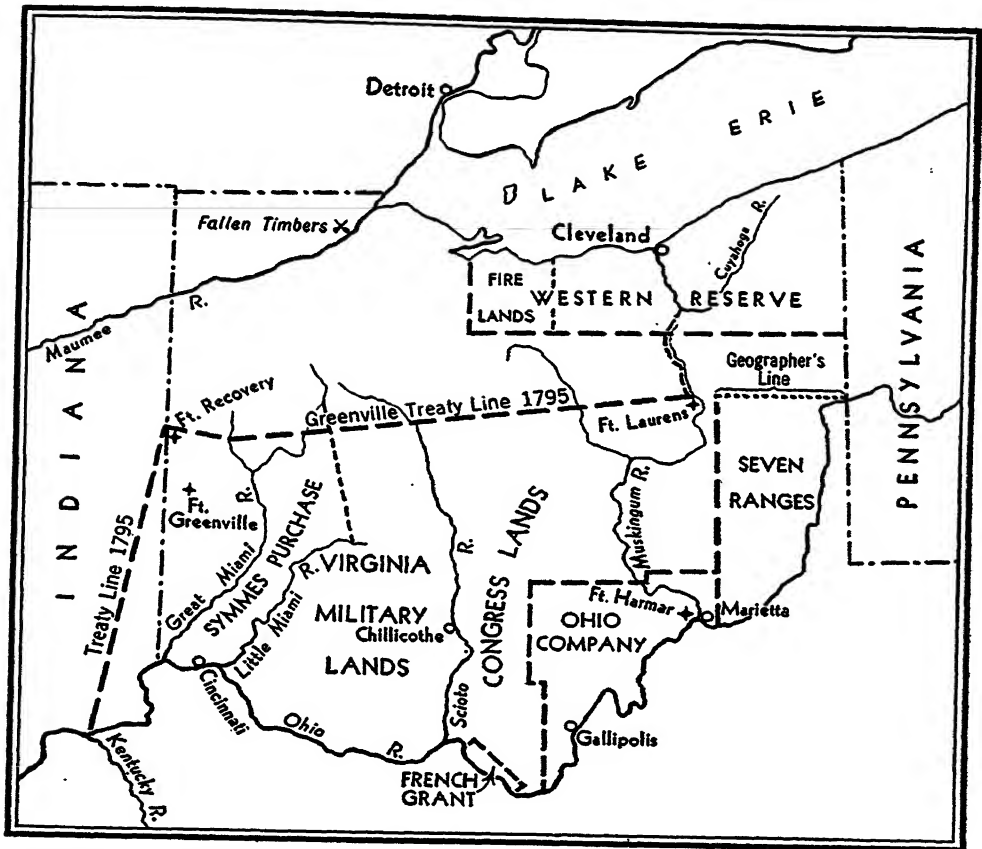 Detroit
LAKE ERIE
Fallen Timbers
Cleveland
Cuyahoga R.
FIRE
LANDS
WESTERN RESERVE
Maumee R.
INDIANA
PENNSYLVANIA
Geographer's
Line
Ft. Recovery
Greenville Treaty Line 1795
Ft. Laurens
SEVEN
RANGES
Ft.
Greenville
Great Miami R.
SYMMES PURCHASE
Little Miami R.
VIRGINIA
MILITARY
LANDS
Chillicothe
Scioto R.
CONGRESS LANDS
Muskingum R.
Ft. Harmar
Marietta
OHIO
COMPANY
Treaty Line 1795
Cincinnati
Ohio R.
Gallipolis
FRENCH
GRANT
Kentucky R.